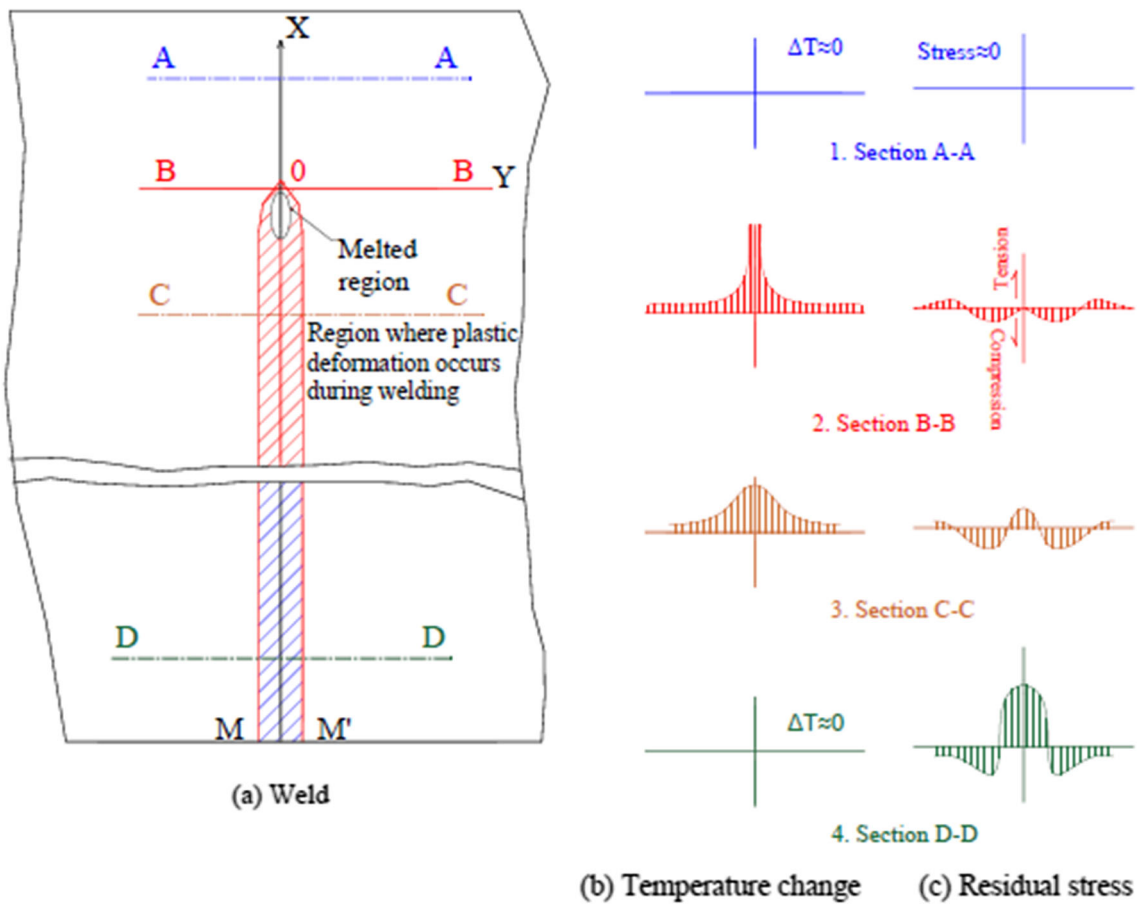 X
A A
B 0 B Y
Melted
region
C C
Region where plastic
deformation occurs
during welding
D D
M M'
(a) Weld
ΔT≈0 Stress≈0
1. Section A-A
Tension
Compression
2. Section B-B
3. Section C-C
ΔT≈0
4. Section D-D
(b) Temperature change (c) Residual stress